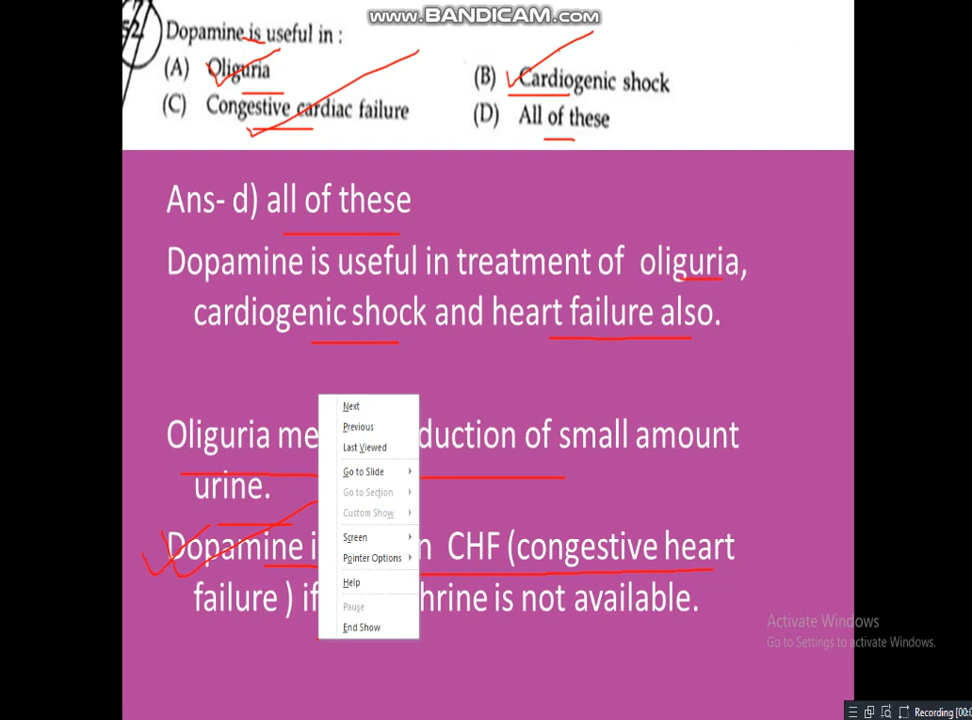 www.BANDICAM.com
52. Dopamine is useful in :
(A) Oliguria
(B) Cardiogenic shock
(C) Congestive cardiac failure
(D) All of these
Ans- d) all of these
Dopamine is useful in treatment of oliguria,
cardiogenic shock and heart failure also.
Oliguria me duction of small amount
urine.
Dopamine i n CHF (congestive heart
failure ) if hrine is not available.
Next
Previous
Last Viewed
Go to Slide
Go to Section
Custom Show
Screen
Pointer Options
Help
Pause
End Show
Activate Windows
Go to Settings to activate Windows.
Recording [00:0